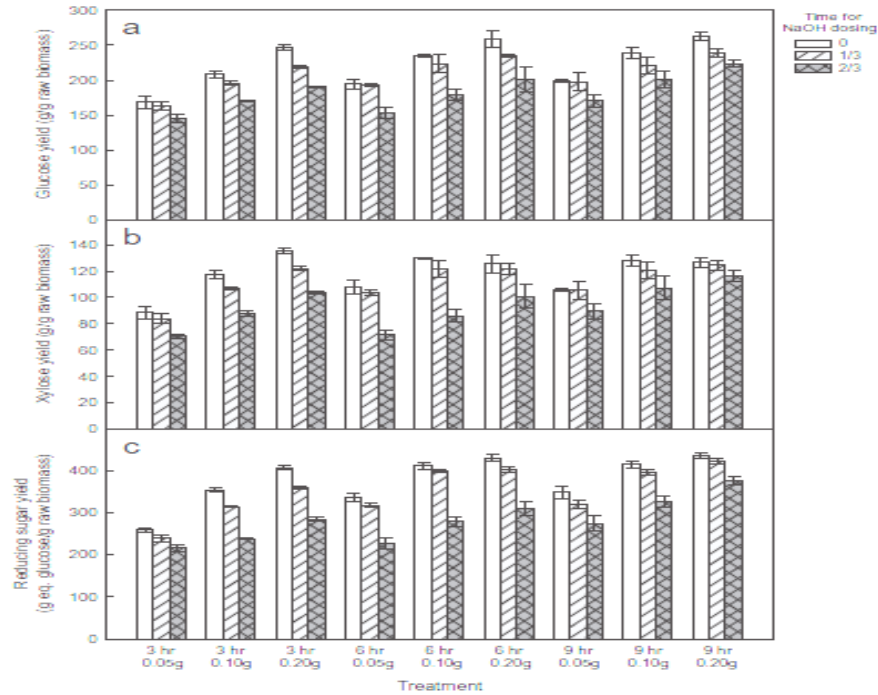 Time for
NaOH dosing
0
1/3
2/3
a
300
250
200
150
100
50
0
Glucose yield (g/g raw biomass)
b
140
120
100
80
60
40
20
0
Xylose yield (g/g raw biomass)
c
400
300
200
100
0
Reducing sugar yield
(g eq. glucose/g raw biomass)
3 hr 3 hr 3 hr 6 hr 6 hr 6 hr 9 hr 9 hr 9 hr
0.05g 0.10g 0.20g 0.05g 0.10g 0.20g 0.05g 0.10g 0.20g
Treatment